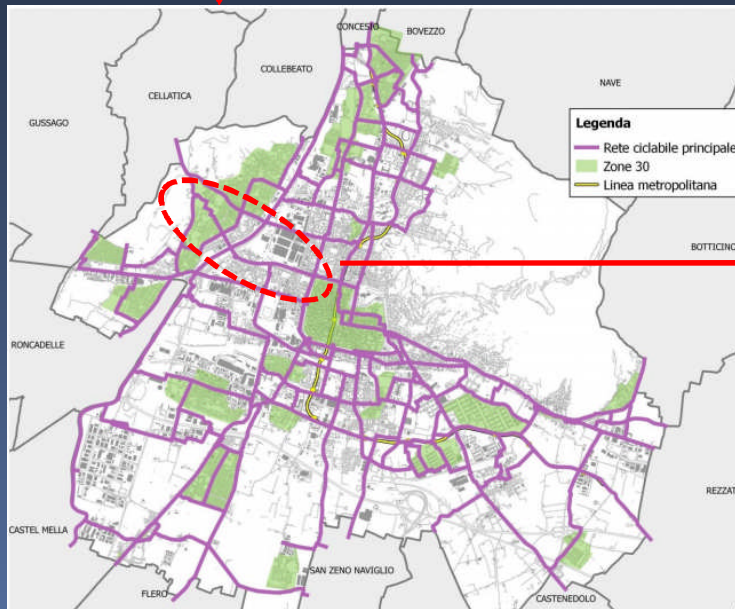 CONCESIO
BOVEZZO
COLLEBEATO
NAVE
CELLATICA
GUSSAGO
Legenda
Rete ciclabile principale
Zone 30
Linea metropolitana
BOTTICINO
RONCADELLE
REZZAT
CASTEL MELLA
SAN ZENO NAVIGLIO
FLERO
CASTENEDOLO